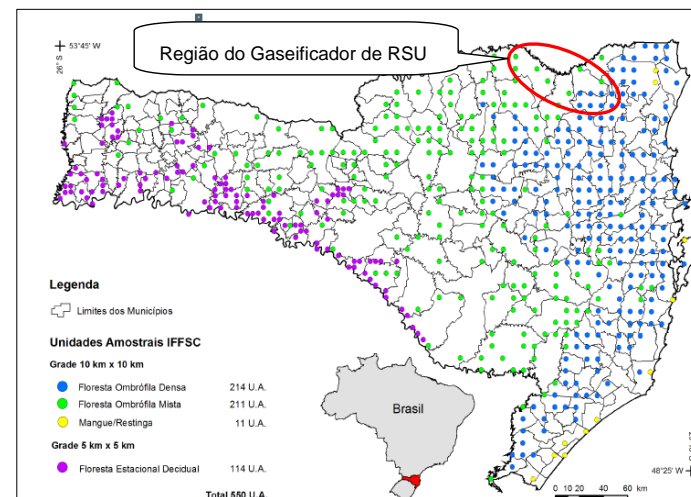 53°45' W
26° S
Região do Gaseificador de RSU
Legenda
Limites dos Municípios
Unidades Amostrais IFFSC
Grade 10 km x 10 km
Floresta Ombrófila Densa 214 U.A.
Floresta Ombrófila Mista 211 U.A.
Mangue/Restinga 11 U.A.
Grade 5 km x 5 km
Floresta Estacional Decidual 114 U.A.
Total 550 U.A.
Brasil
48°25' W
0 10 20 40 60 km